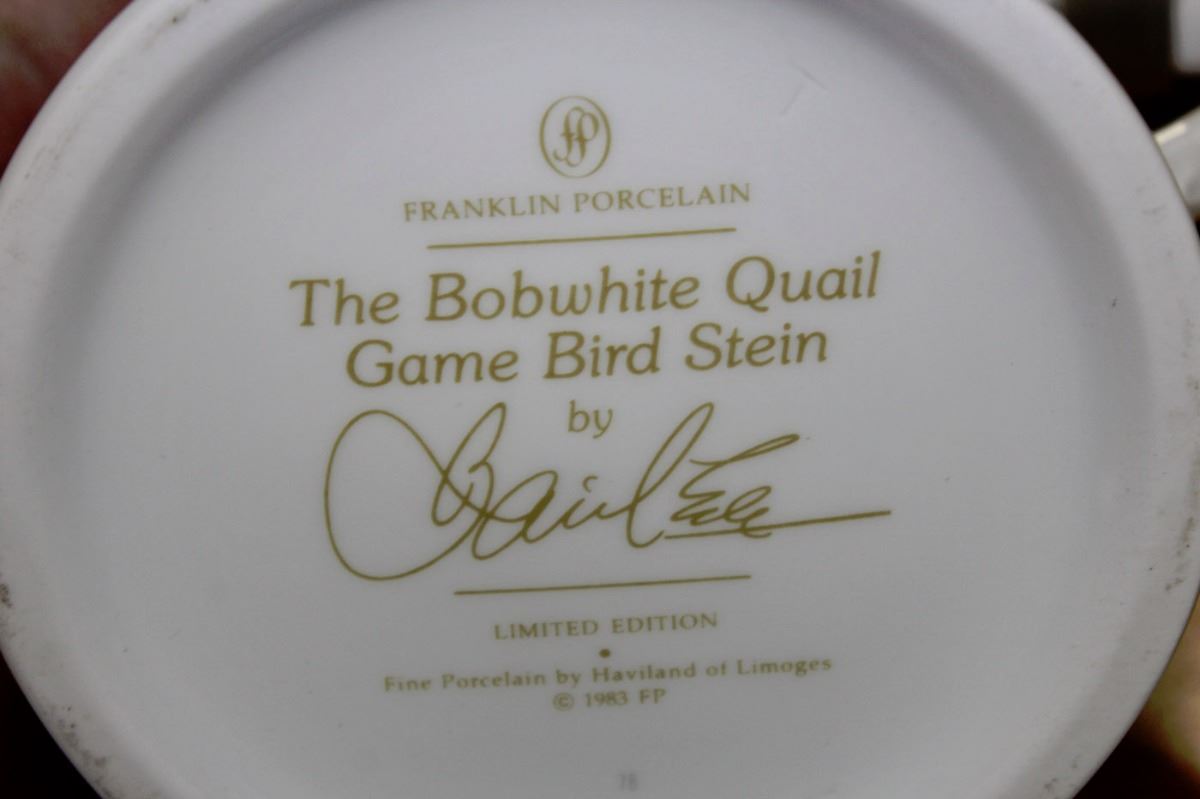 FP
FRANKLIN PORCELAIN
The Bobwhite Quail
Game Bird Stein
by
LIMITED EDITION
Fine Porcelain by Haviland of Limoges
© 1983 FP